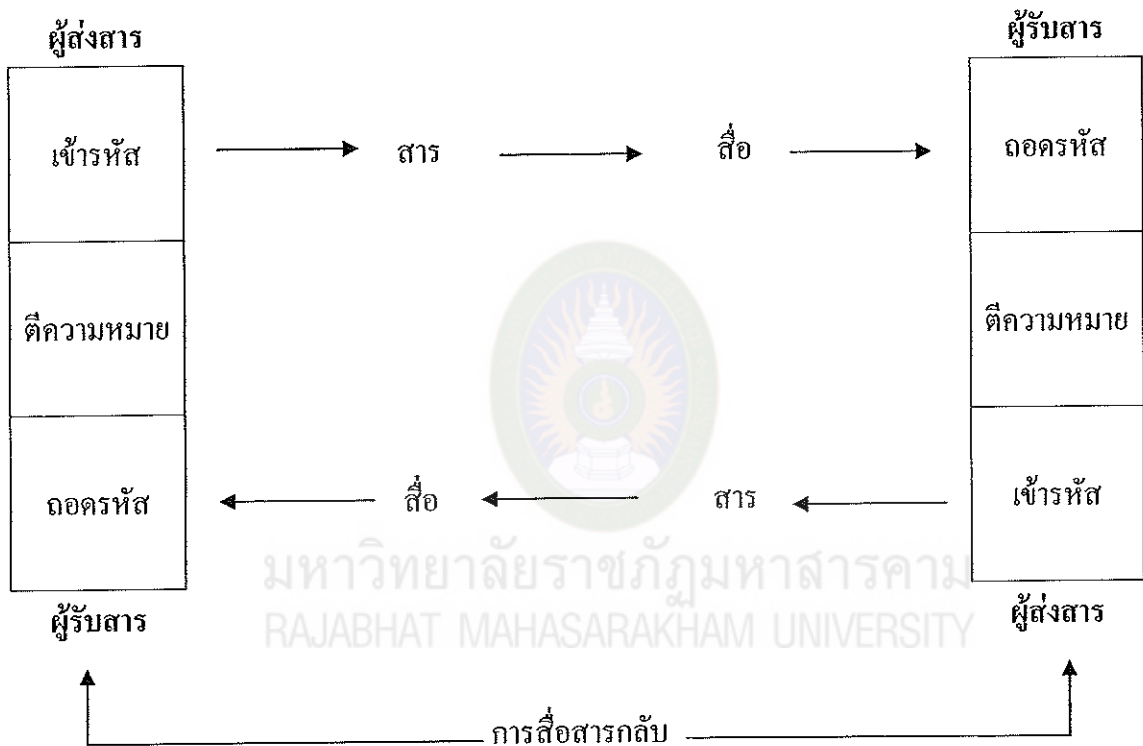 ผู้ส่งสาร
ผู้รับสาร
เข้ารหัส
สาร
สื่อ
ถอดรหัส
ตีความหมาย
ตีความหมาย
ถอดรหัส
สื่อ
สาร
เข้ารหัส
มหาวิทยาลัยราชภัฏมหาสารคาม
RAJABHAT MAHASARAKHAM UNIVERSITY
ผู้รับสาร
ผู้ส่งสาร
การสื่อสารกลับ